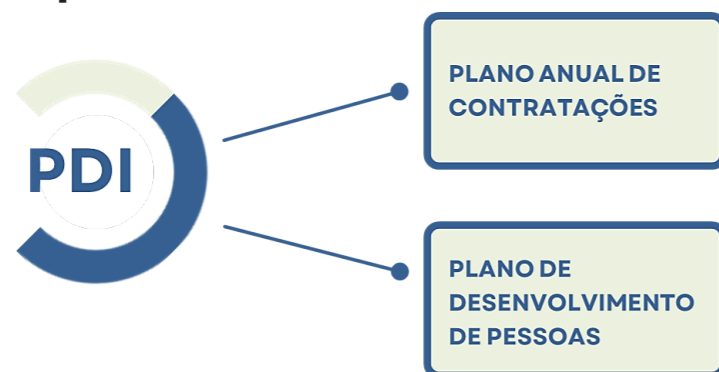 PDI
PLANO ANUAL DE
CONTRATAÇÕES
PLANO DE
DESENVOLVIMENTO
DE PESSOAS